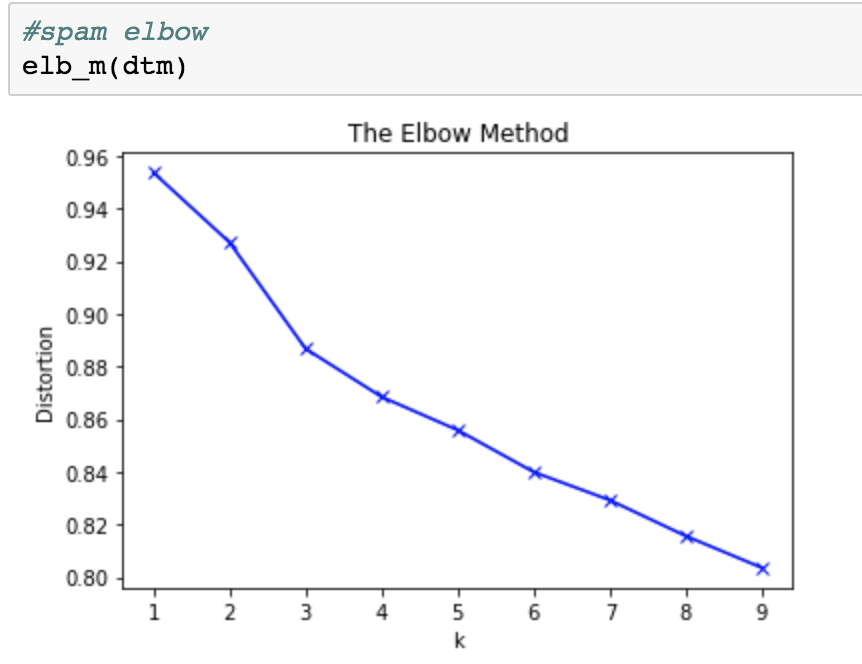 #spam elbow
elb_m(dtm)
The Elbow Method
0.96
0.94
0.92
0.90
0.88
0.86
0.84
0.82
0.80
Distortion
1 2 3 4 5 6 7 8 9
k